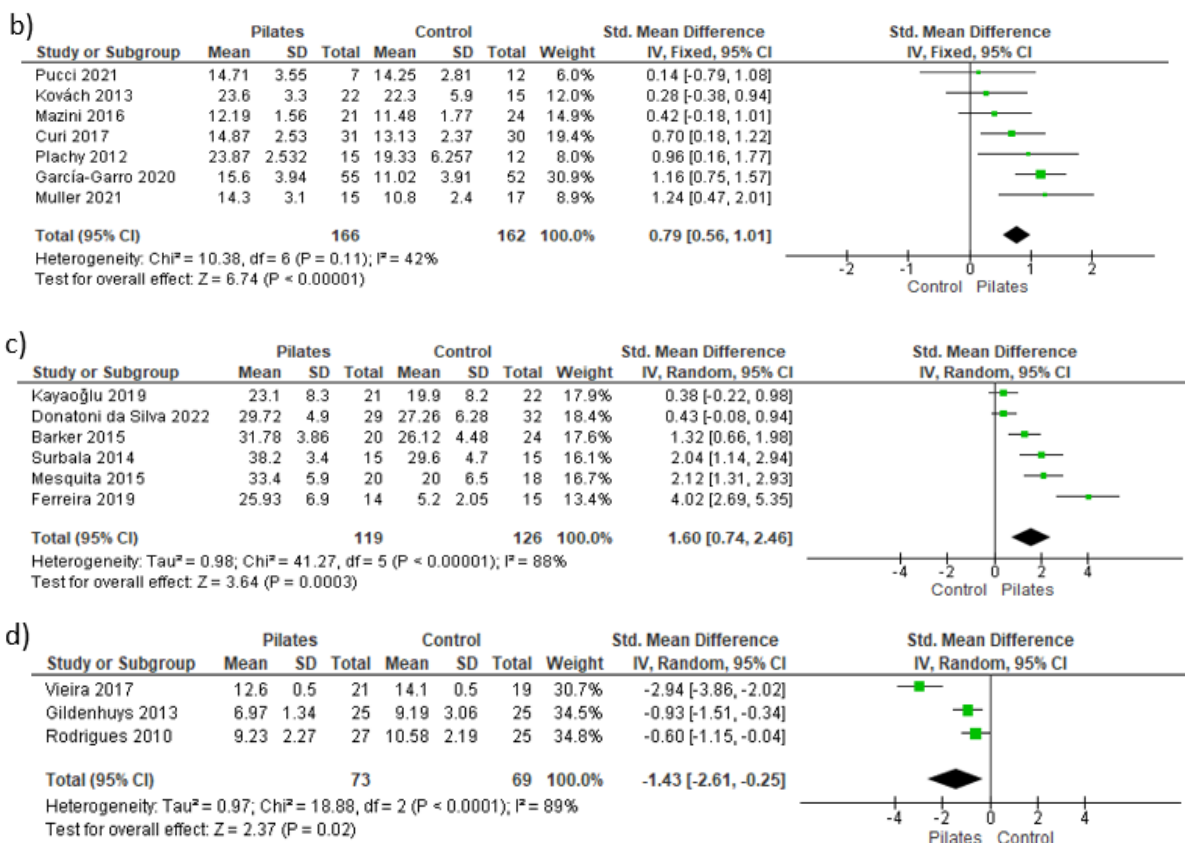 b)
Pilates Control Std. Mean Difference Std. Mean Difference
Study or Subgroup Mean SD Total Mean SD Total Weight IV, Fixed, 95% CI IV, Fixed, 95% CI
Pucci 2021 14.71 3.55 7 14.25 2.81 12 6.0% 0.14 [-0.79, 1.08]
Kovách 2013 23.6 3.3 22 22.3 5.9 15 12.0% 0.28 [-0.38, 0.94]
Mazini 2016 12.19 1.56 21 11.48 1.77 24 14.9% 0.42 [-0.18, 1.01]
Curi 2017 14.87 2.53 31 13.13 2.37 30 19.4% 0.70 [0.18, 1.22]
Plachy 2012 23.87 2.532 15 19.33 6.257 12 8.0% 0.96 [0.16, 1.77]
García-Garro 2020 15.6 3.94 55 11.02 3.91 52 30.9% 1.16 [0.75, 1.57]
Muller 2021 14.3 3.1 15 10.8 2.4 17 8.9% 1.24 [0.47, 2.01]
Total (95% CI) 166 162 100.0% 0.79 [0.56, 1.01]
Heterogeneity: Chi² = 10.38, df = 6 (P = 0.11); I² = 42%
Test for overall effect: Z = 6.74 (P < 0.00001)
-2 -1 0 1 2
Control Pilates
c)
Pilates Control Std. Mean Difference Std. Mean Difference
Study or Subgroup Mean SD Total Mean SD Total Weight IV, Random, 95% CI IV, Random, 95% CI
Kayaoğlu 2019 23.1 8.3 21 19.9 8.2 22 17.9% 0.38 [-0.22, 0.98]
Donatoni da Silva 2022 29.72 4.9 29 27.26 6.28 32 18.4% 0.43 [-0.08, 0.94]
Barker 2015 31.78 3.86 20 26.12 4.48 24 17.6% 1.32 [0.66, 1.98]
Surbala 2014 38.2 3.4 15 29.6 4.7 15 16.1% 2.04 [1.14, 2.94]
Mesquita 2015 33.4 5.9 20 20 6.5 18 16.7% 2.12 [1.31, 2.93]
Ferreira 2019 25.93 6.9 14 5.2 2.05 15 13.4% 4.02 [2.69, 5.35]
Total (95% CI) 119 126 100.0% 1.60 [0.74, 2.46]
Heterogeneity: Tau² = 0.98; Chi² = 41.27, df = 5 (P < 0.00001); I² = 88%
Test for overall effect: Z = 3.64 (P = 0.0003)
-4 -2 0 2 4
Control Pilates
d)
Pilates Control Std. Mean Difference Std. Mean Difference
Study or Subgroup Mean SD Total Mean SD Total Weight IV, Random, 95% CI IV, Random, 95% CI
Vieira 2017 12.6 0.5 21 14.1 0.5 19 30.7% -2.94 [-3.86, -2.02]
Gildenhuys 2013 6.97 1.34 25 9.19 3.06 25 34.5% -0.93 [-1.51, -0.34]
Rodrigues 2010 9.23 2.27 27 10.58 2.19 25 34.8% -0.60 [-1.15, -0.04]
Total (95% CI) 73 69 100.0% -1.43 [-2.61, -0.25]
Heterogeneity: Tau² = 0.97; Chi² = 18.88, df = 2 (P < 0.0001); I² = 89%
Test for overall effect: Z = 2.37 (P = 0.02)
-4 -2 0 2 4
Pilates Control